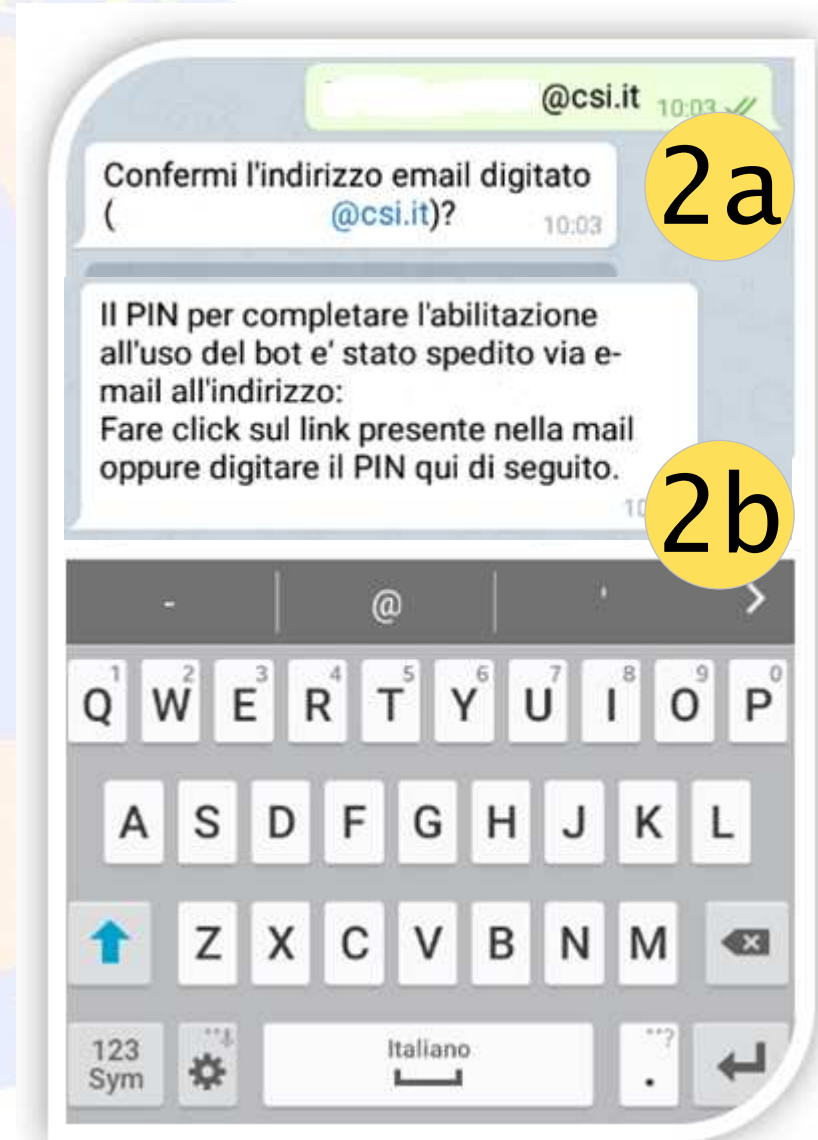 @csi.it 10:03
2a
Confermi l'indirizzo email digitato
( @csi.it)?
10:03
Il PIN per completare l'abilitazione
all'uso del bot e' stato spedito via e-
mail all'indirizzo:
Fare click sul link presente nella mail
oppure digitare il PIN qui di seguito.
2b
- @ '
1 2 3 4 5 6 7 8 9 0
Q W E R T Y U I O P
A S D F G H J K L
Z X C V B N M
123
Sym
Italiano
. ?